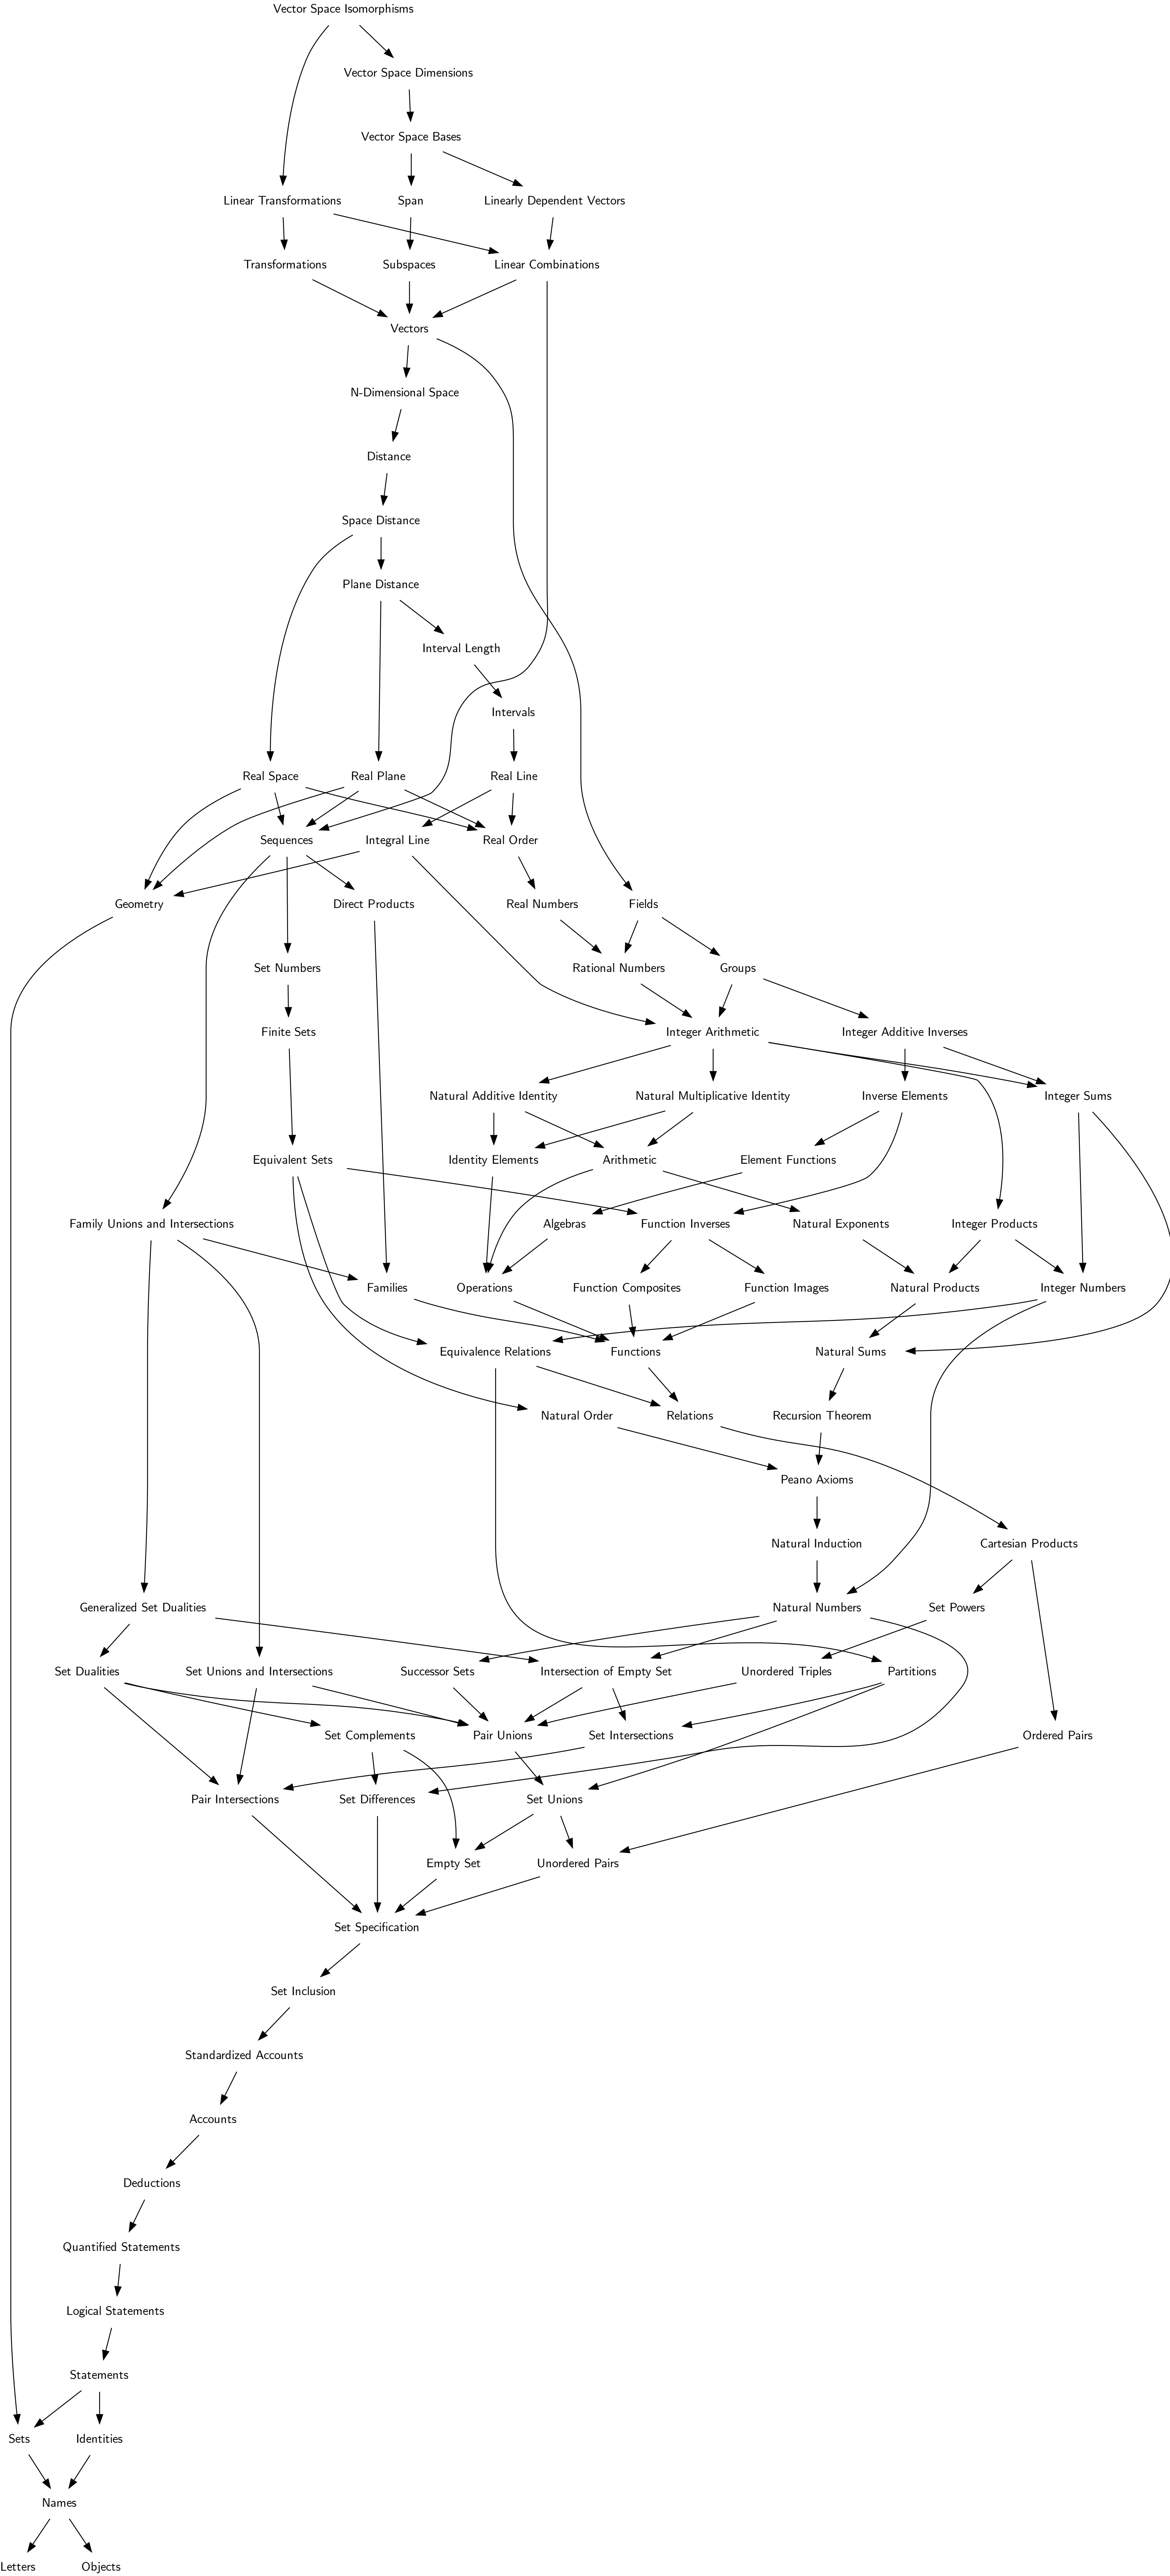 Vector Space Isomorphisms
Vector Space Dimensions
Vector Space Bases
Linear Transformations
Span
Linearly Dependent Vectors
Transformations
Subspaces
Linear Combinations
Vectors
N-Dimensional Space
Distance
Space Distance
Plane Distance
Interval Length
Intervals
Real Space
Real Plane
Real Line
Sequences
Integral Line
Real Order
Geometry
Direct Products
Real Numbers
Fields
Set Numbers
Rational Numbers
Groups
Finite Sets
Integer Arithmetic
Integer Additive Inverses
Natural Additive Identity
Natural Multiplicative Identity
Inverse Elements
Integer Sums
Equivalent Sets
Identity Elements
Arithmetic
Element Functions
Family Unions and Intersections
Algebras
Function Inverses
Natural Exponents
Integer Products
Families
Operations
Function Composites
Function Images
Natural Products
Integer Numbers
Equivalence Relations
Functions
Natural Sums
Natural Order
Relations
Recursion Theorem
Peano Axioms
Natural Induction
Cartesian Products
Generalized Set Dualities
Natural Numbers
Set Powers
Set Dualities
Set Unions and Intersections
Successor Sets
Intersection of Empty Set
Unordered Triples
Partitions
Set Complements
Pair Unions
Set Intersections
Ordered Pairs
Pair Intersections
Set Differences
Set Unions
Empty Set
Unordered Pairs
Set Specification
Set Inclusion
Standardized Accounts
Accounts
Deductions
Quantified Statements
Logical Statements
Statements
Sets
Identities
Names
Letters
Objects